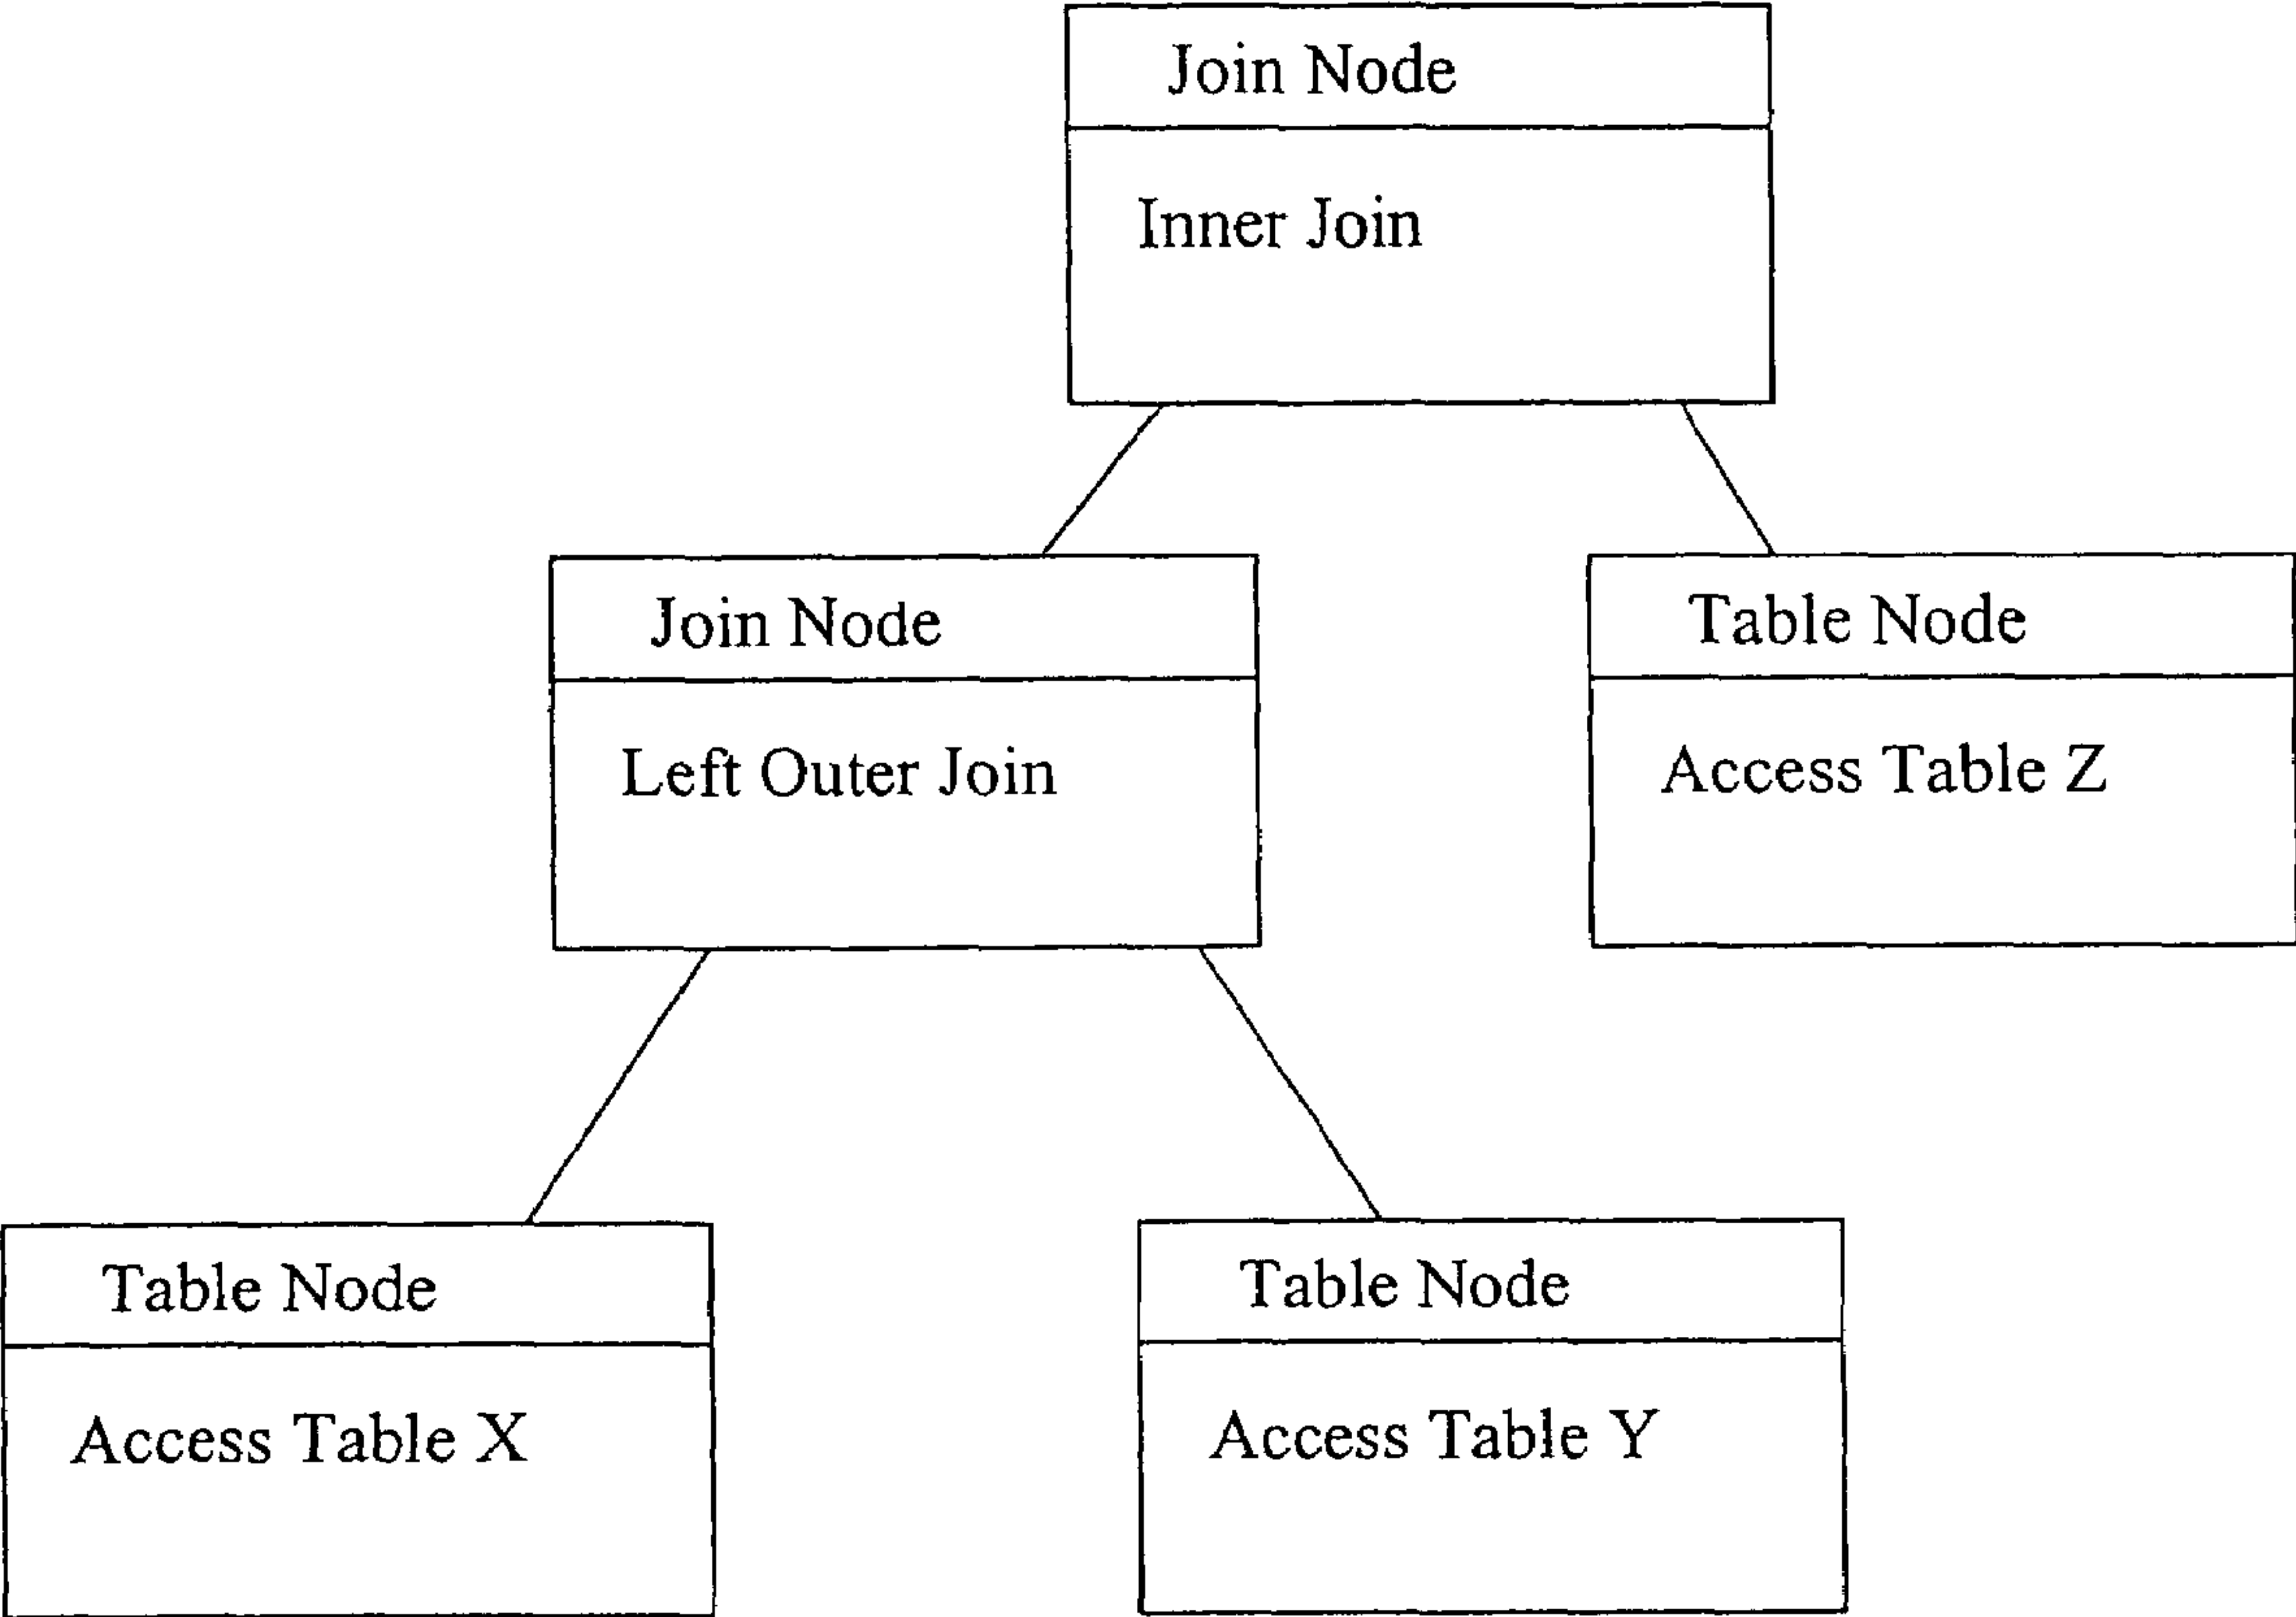 Join Node
Inner Join
Join Node
Left Outer Join
Table Node
Access Table Z
Table Node
Access Table X
Table Node
Access Table Y